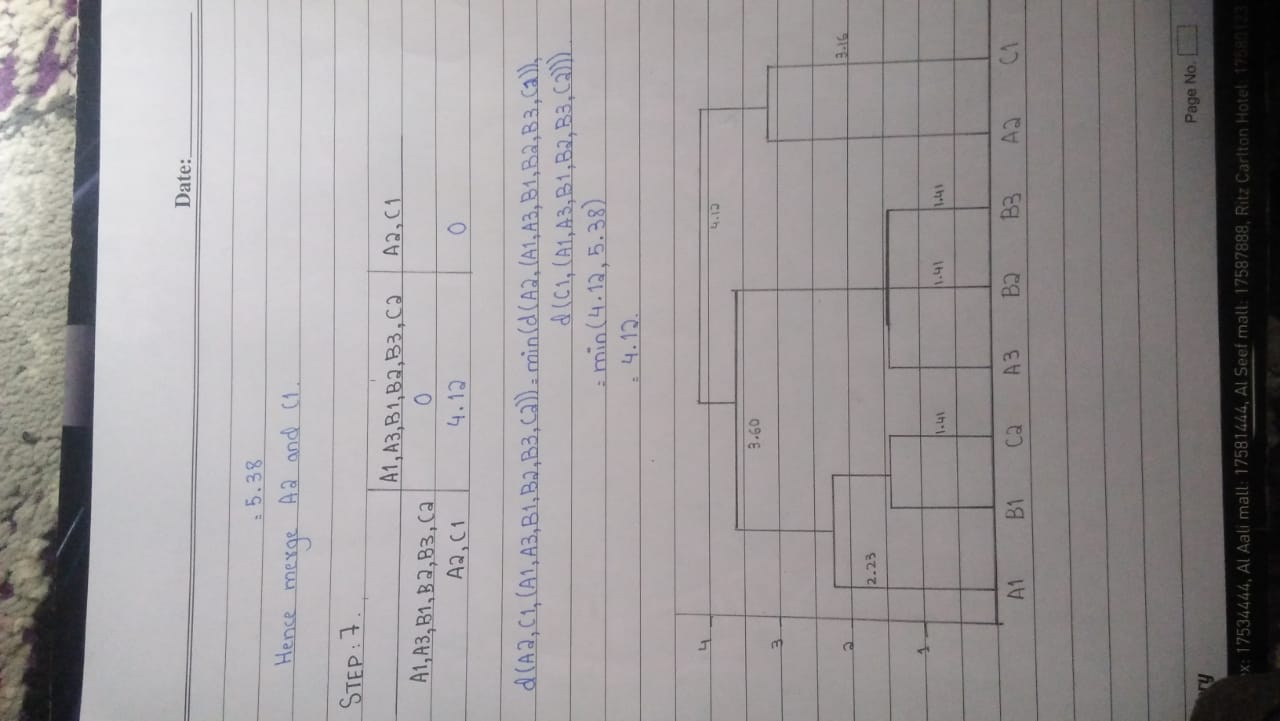 Date:
= 5.38
Hence merge A2 and C1.
STEP: 7.
A1,A3,B1,B2,B3,C2 A2,C1
A1,A3,B1,B2,B3,C2 0
A2,C1 4.12 0
d(A2,C1,(A1,A3,B1,B2,B3,C2)) = min(d(A2,(A1,A3,B1,B2,B3,C2)),
d(C1,(A1,A3,B1,B2,B3,C2)))
= min(4.12, 5.38)
= 4.12.
4
4.12
3.60
3
3.16
2
2.23
1
1.41
1.41
1.41
A1 B1 C2 A3 B2 B3 A2 C1
Page No.
x: 17534444, Al Aali mall: 17581444, Al Seef mall: 17587888, Ritz Carlton Hotel 17580123